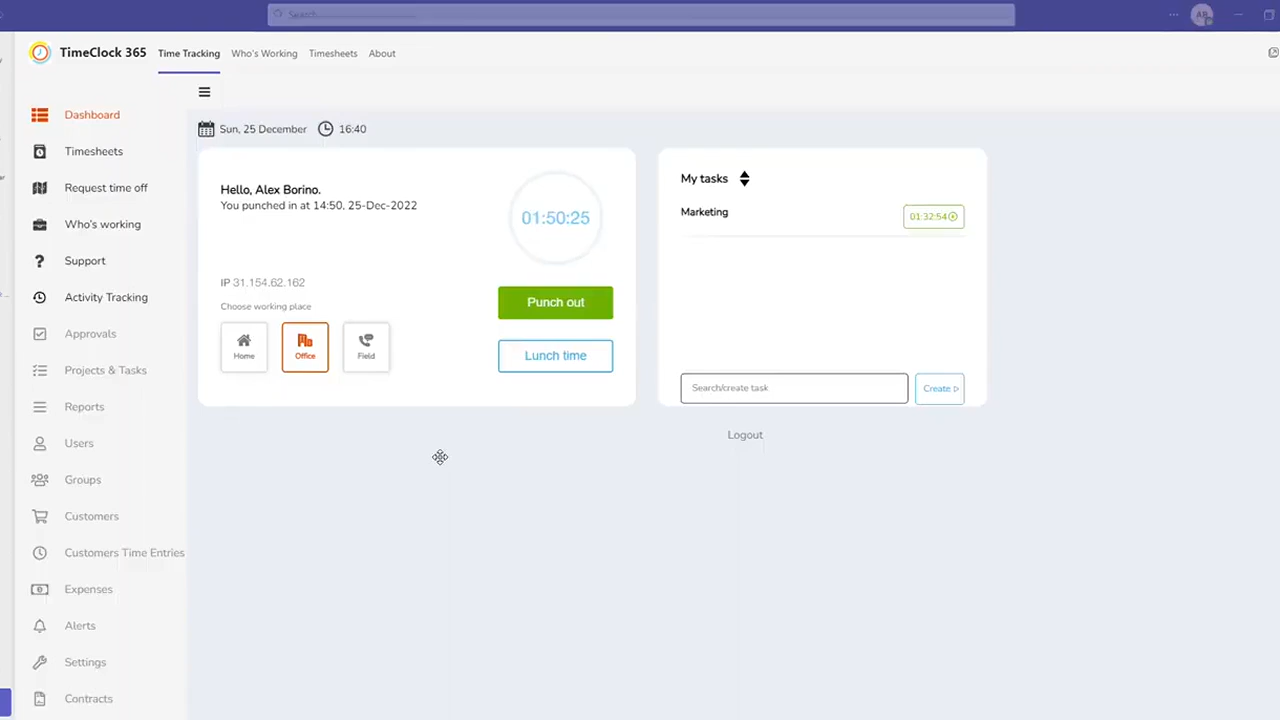 Search
AB
TimeClock 365
Time Tracking
Who's Working
Timesheets
About
Dashboard
Timesheets
Request time off
Who's working
Support
Activity Tracking
Approvals
Projects & Tasks
Reports
Users
Groups
Customers
Customers Time Entries
Expenses
Alerts
Settings
Contracts
Sun, 25 December
16:40
Hello, Alex Borino.
You punched in at 14:50, 25-Dec-2022
01:50:25
IP 31.154.62.162
Choose working place
Home
Office
Field
Punch out
Lunch time
My tasks
Marketing
01:32:54
Search/create task
Create
Logout